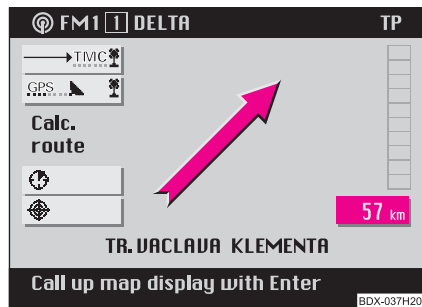 FM1 1 DELTA TP
TMC
GPS
Calc.
route
57 km
TR. VACLAVA KLEMENTA
Call up map display with Enter
BDX-037H20